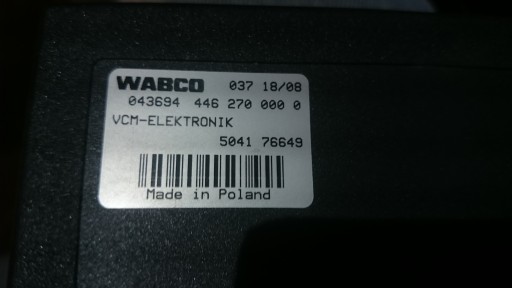 WABCO 037 18/08
043694 446 270 000 0
VCM-ELEKTRONIK
5041 76649
Made in Poland